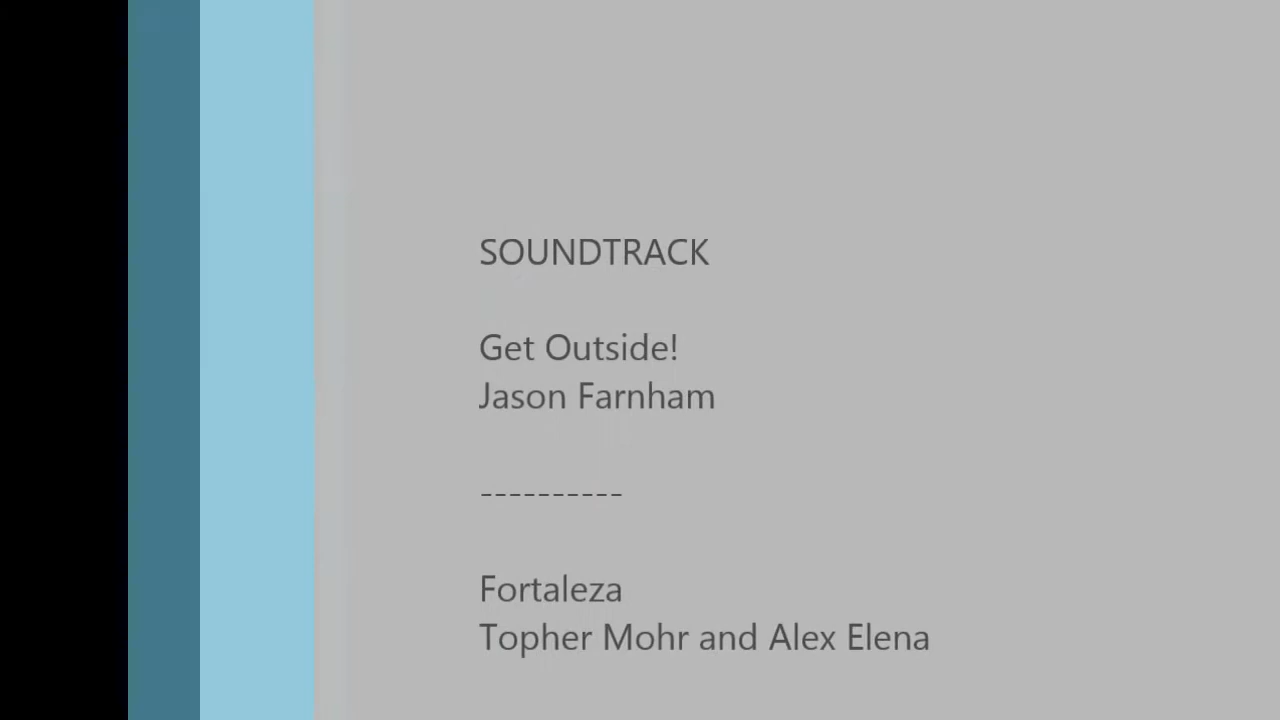 SOUNDTRACK
Get Outside!
Jason Farnham
----------
Fortaleza
Topher Mohr and Alex Elena